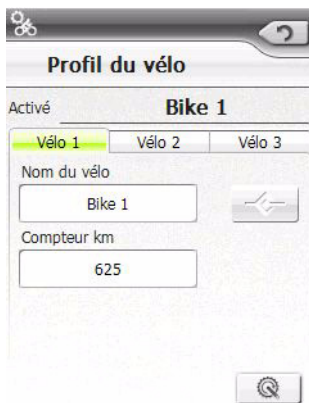 Profil du vélo
Activé Bike 1
Vélo 1 Vélo 2 Vélo 3
Nom du vélo
Bike 1
Compteur km
625